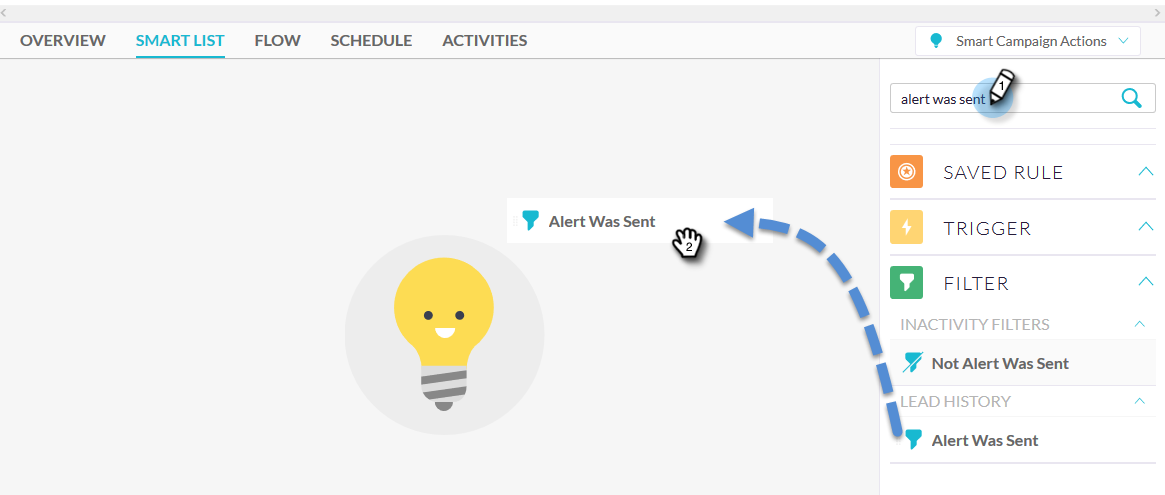 OVERVIEW SMART LIST FLOW SCHEDULE ACTIVITIES Smart Campaign Actions
alert was sent 1
SAVED RULE
Alert Was Sent
2
TRIGGER
FILTER
INACTIVITY FILTERS
Not Alert Was Sent
LEAD HISTORY
Alert Was Sent